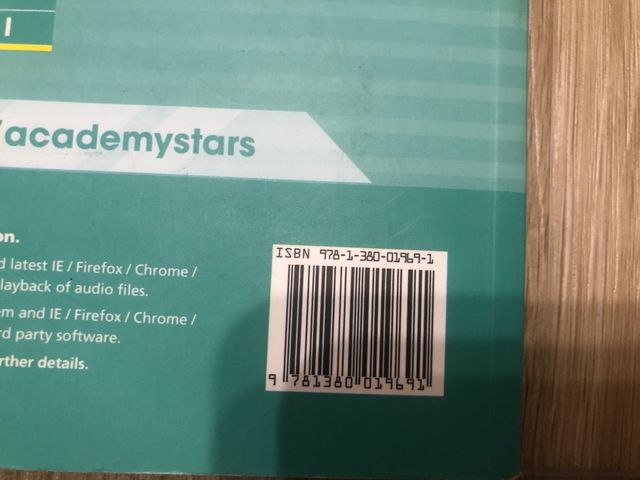 1
/academystars
on.
d latest IE / Firefox / Chrome /
layback of audio files.
em and IE / Firefox / Chrome /
rd party software.
rther details.
ISBN 978-1-380-01969-1
9 781380 019691